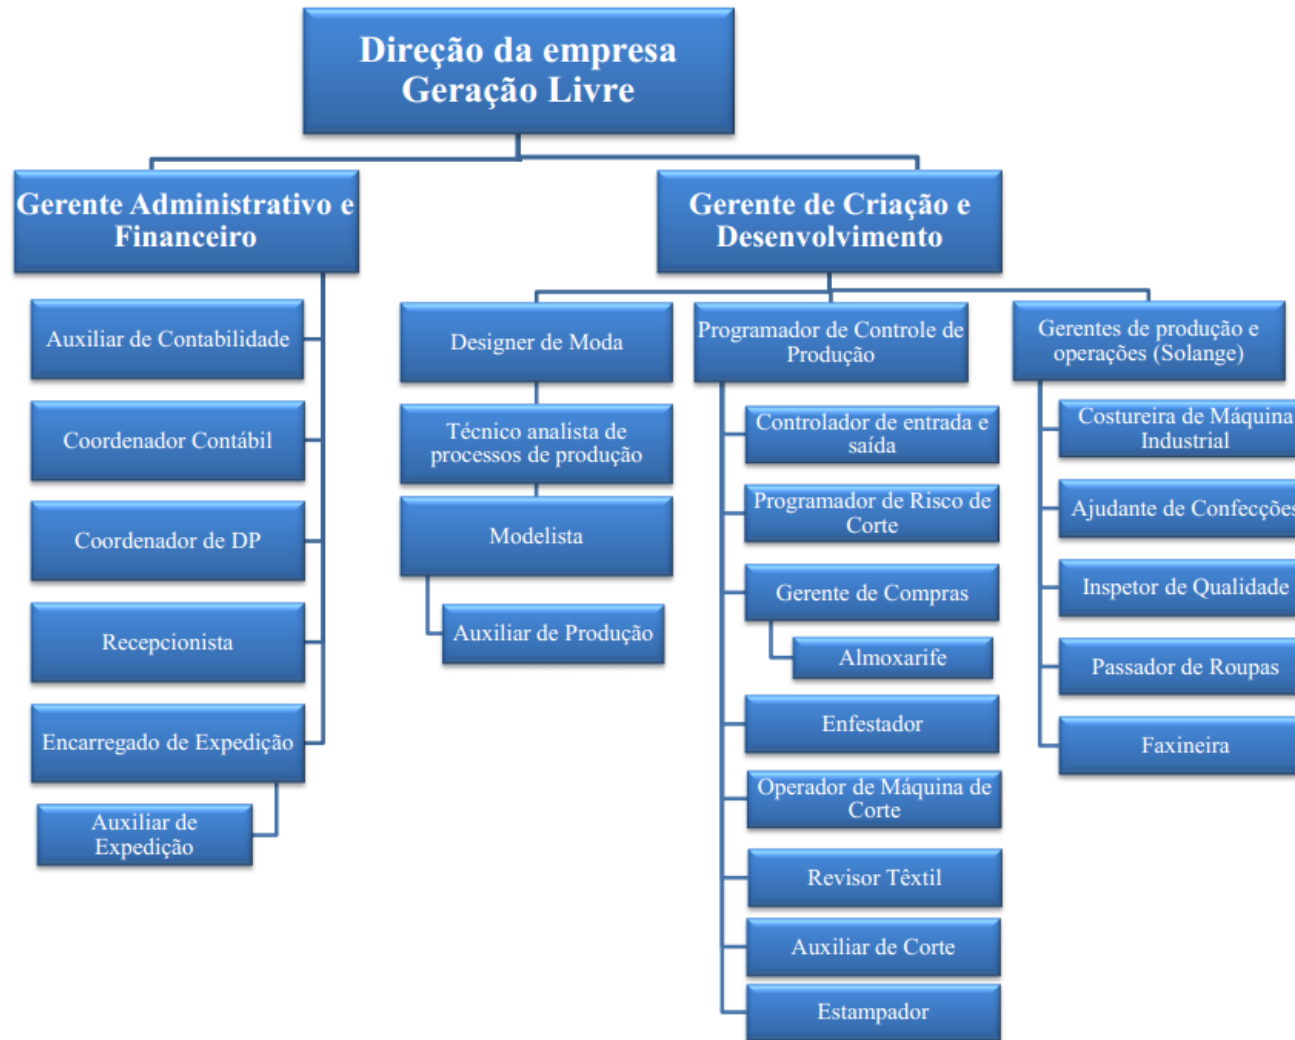 Direção da empresa
Geração Livre
Gerente Administrativo e
Financeiro
Auxiliar de Contabilidade
Coordenador Contábil
Coordenador de DP
Recepcionista
Encarregado de Expedição
Auxiliar de
Expedição
Gerente de Criação e
Desenvolvimento
Designer de Moda
Técnico analista de
processos de produção
Modelista
Auxiliar de Produção
Programador de Controle de
Produção
Controlador de entrada e
saída
Programador de Risco de
Corte
Gerente de Compras
Almoxarife
Enfestador
Operador de Máquina de
Corte
Revisor Têxtil
Auxiliar de Corte
Estampador
Gerentes de produção e
operações (Solange)
Costureira de Máquina
Industrial
Ajudante de Confecções
Inspetor de Qualidade
Passador de Roupas
Faxineira